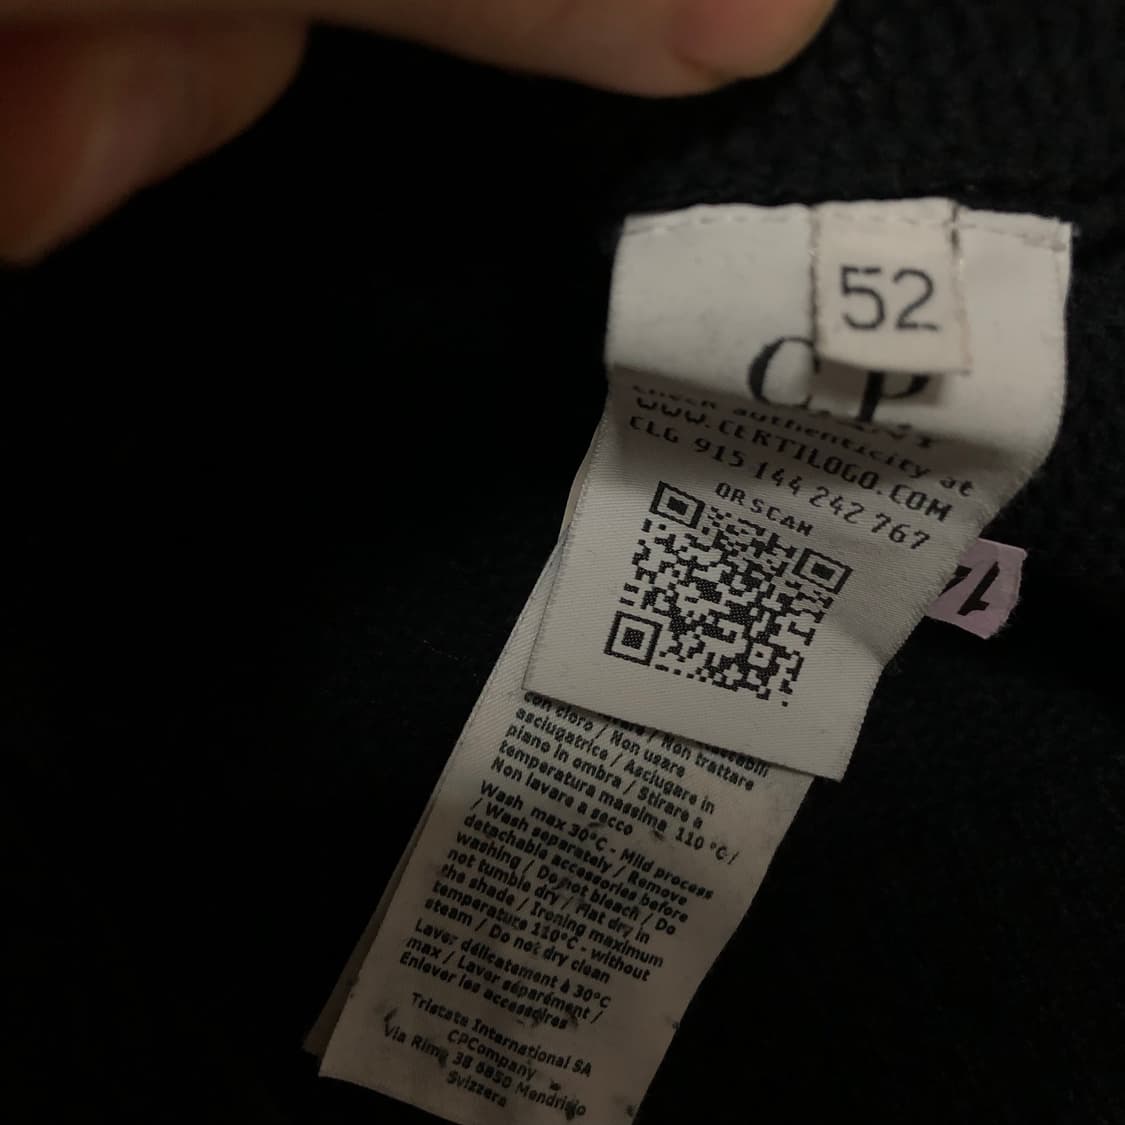 52
C.P.
check authenticity at
WWW.CERTILOGO.COM
CLG 915 144 242 767
OR SCAN
12
con cloro / Non usare
asciugatrice / Asciugare in
piano in ombra / Stirare a
temperatura massima 110 °C /
Non lavare a secco
Wash max 30°C - Mild process
/ Wash separately / Remove
detachable accessories before
washing / Do not bleach / Do
not tumble dry / Flat dry in
the shade / Ironing maximum
temperature 110°C - without
steam / Do not dry clean
Laver délicatement à 30°C
max / Laver séparément /
Enlever les accessoires
Tristate International SA
CPCompany
Via Rime 38 6850 Mendrisio
Svizzera